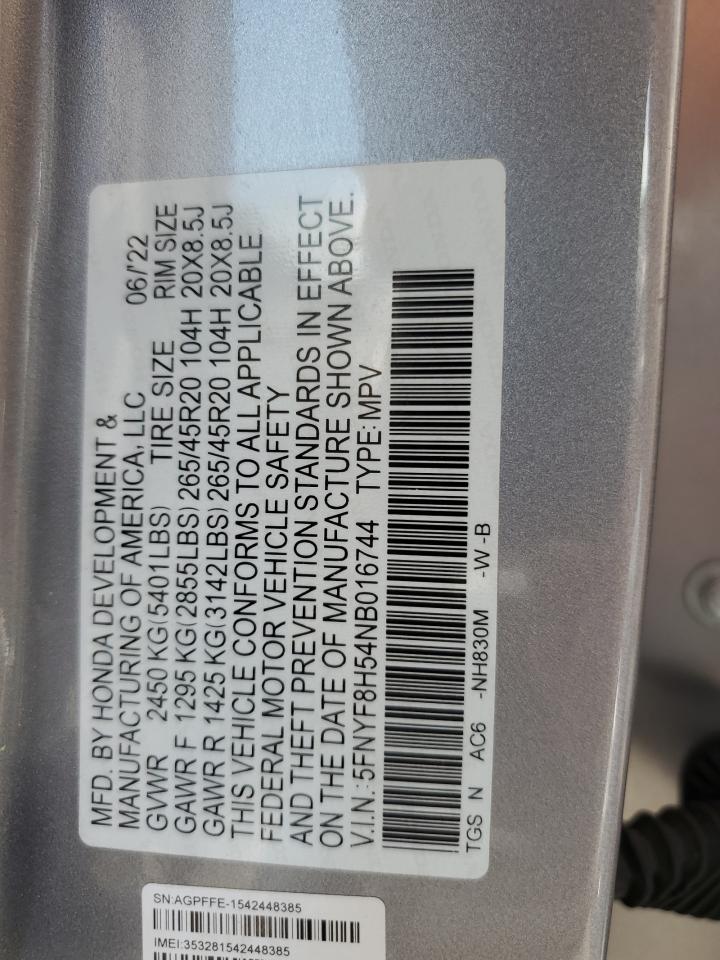 MFD. BY HONDA DEVELOPMENT &
MANUFACTURING OF AMERICA, LLC 06/'22
GVWR 2450 KG(5401LBS) TIRE SIZE RIM SIZE
GAWR F 1295 KG(2855LBS) 265/45R20 104H 20X8.5J
GAWR R 1425 KG(3142LBS) 265/45R20 104H 20X8.5J
THIS VEHICLE CONFORMS TO ALL APPLICABLE
FEDERAL MOTOR VEHICLE SAFETY
AND THEFT PREVENTION STANDARDS IN EFFECT
ON THE DATE OF MANUFACTURE SHOWN ABOVE.
V.I.N.:5FNYF8H54NB016744 TYPE: MPV
TGS N AC6 -NH830M -W -B
SN:AGPFFE-1542448385
IMEI:353281542448385